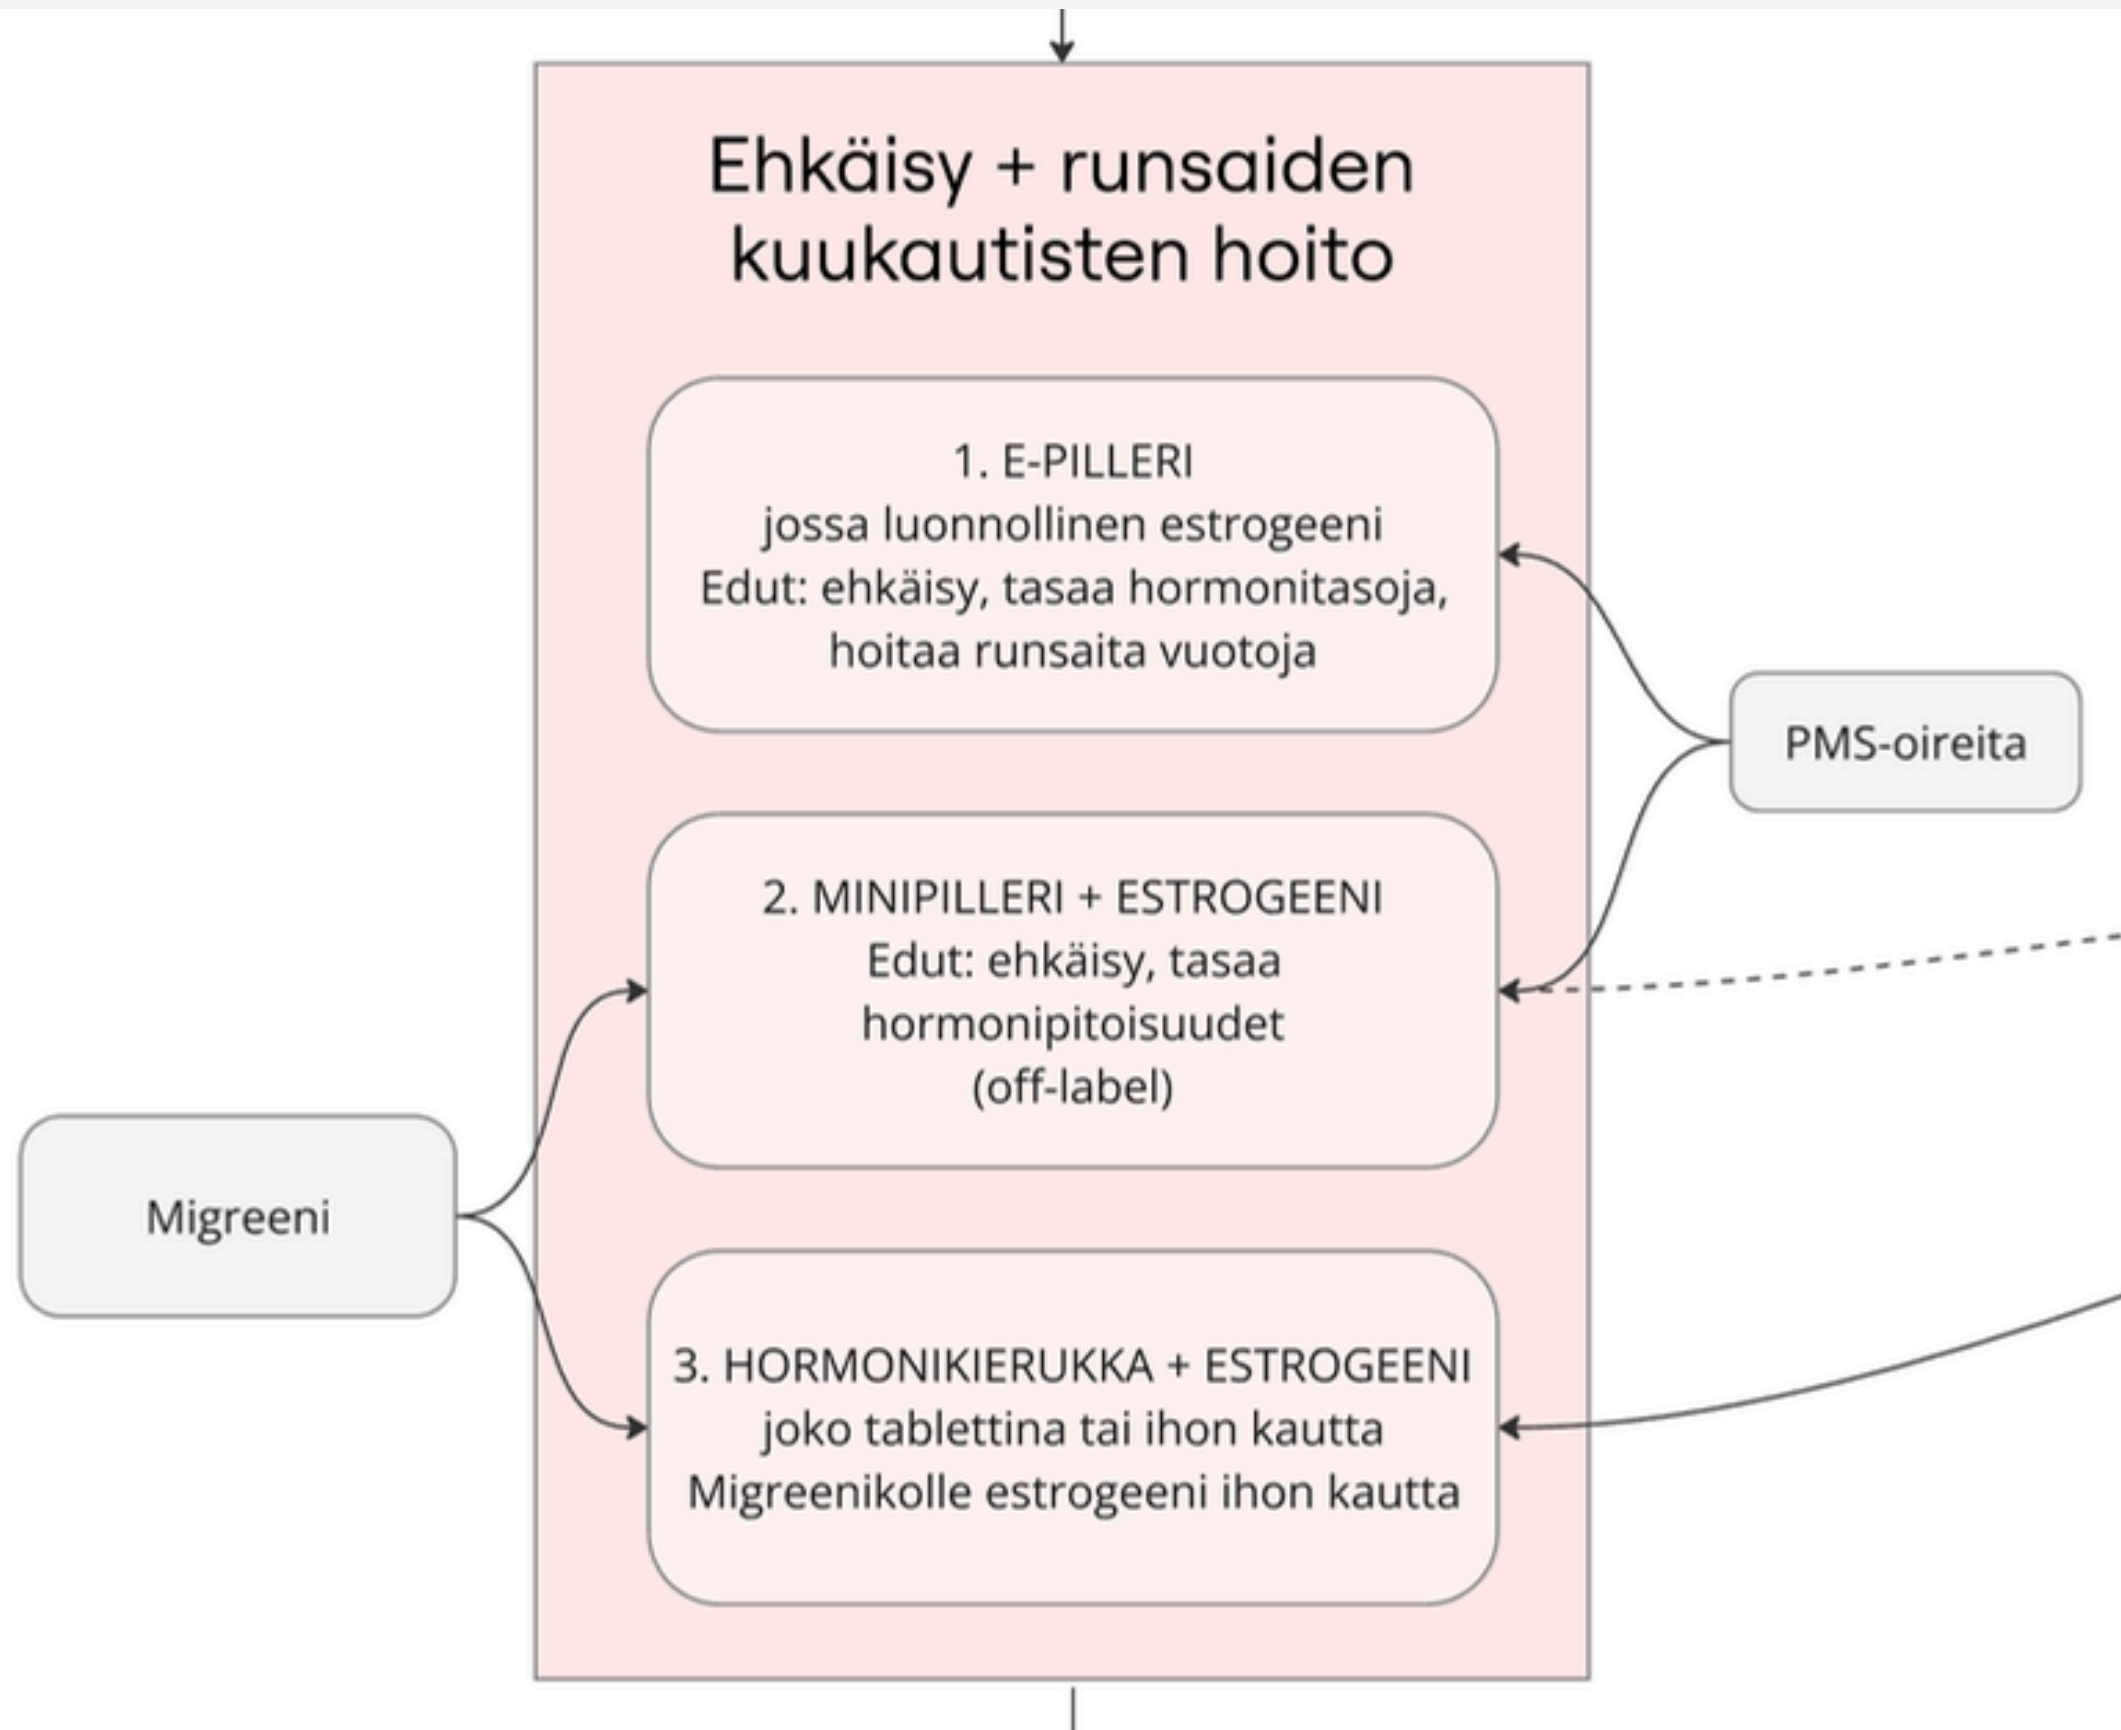 Ehkäisy + runsaiden
kuukautisten hoito
1. E-PILLERI
jossa luonnollinen estrogeeni
Edut: ehkäisy, tasaa hormonitasoja,
hoitaa runsaita vuotoja
PMS-oireita
2. MINIPILLERI + ESTROGEENI
Edut: ehkäisy, tasaa
hormonipitoisuudet
(off-label)
Migreeni
3. HORMONIKIERUKKA + ESTROGEENI
joko tablettina tai ihon kautta
Migreenikolle estrogeeni ihon kautta